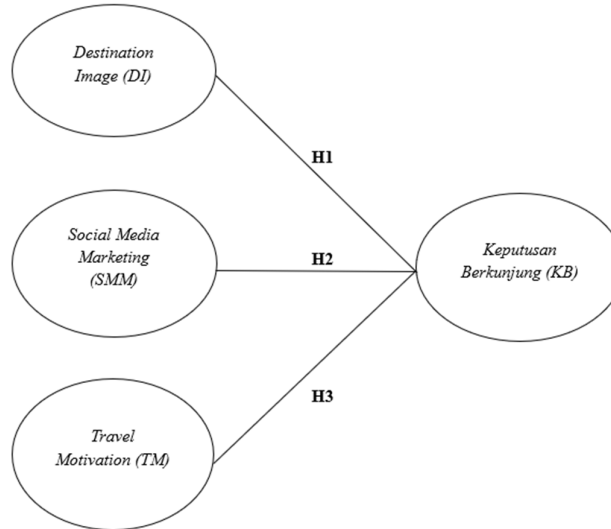 Destination
Image (DI)
H1
Social Media
Marketing
(SMM)
H2
Keputusan
Berkunjung (KB)
H3
Travel
Motivation (TM)